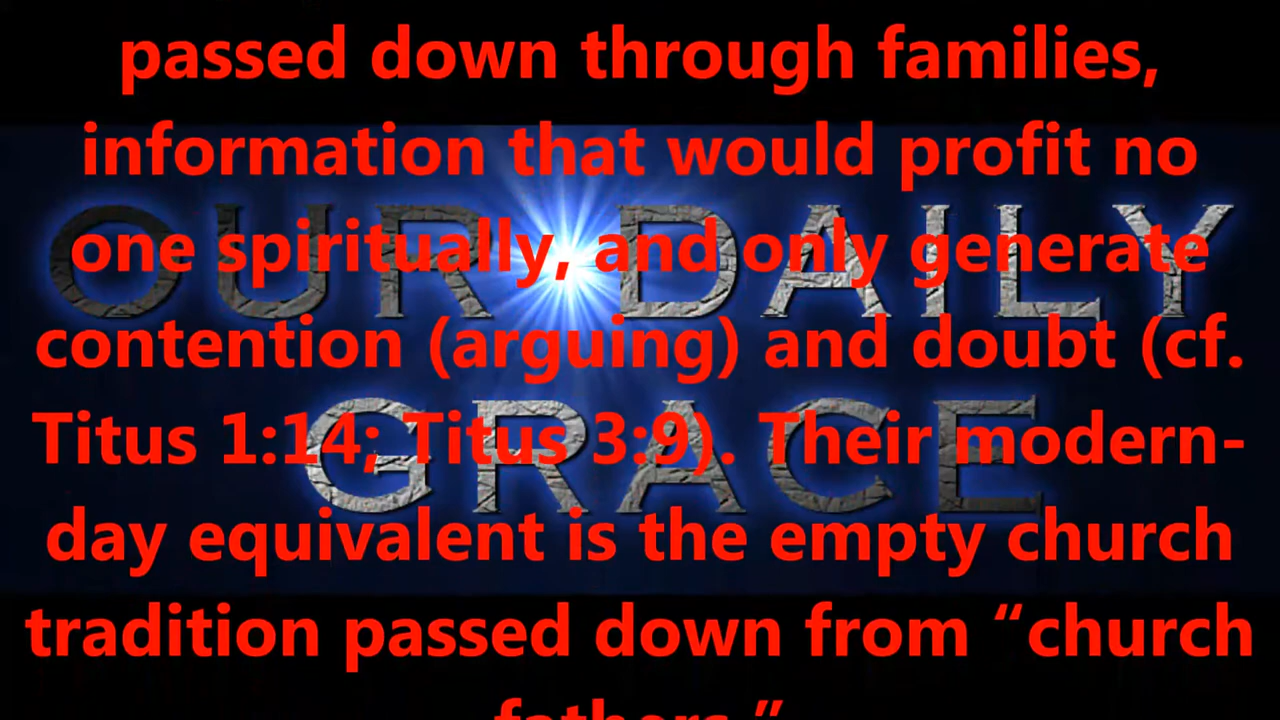 passed down through families,
information that would profit no
one spiritually, and only generate
contention (arguing) and doubt (cf.
Titus 1:14; Titus 3:9). Their modern-
day equivalent is the empty church
tradition passed down from “church
fathers.”
OUR DAILY
GRACE